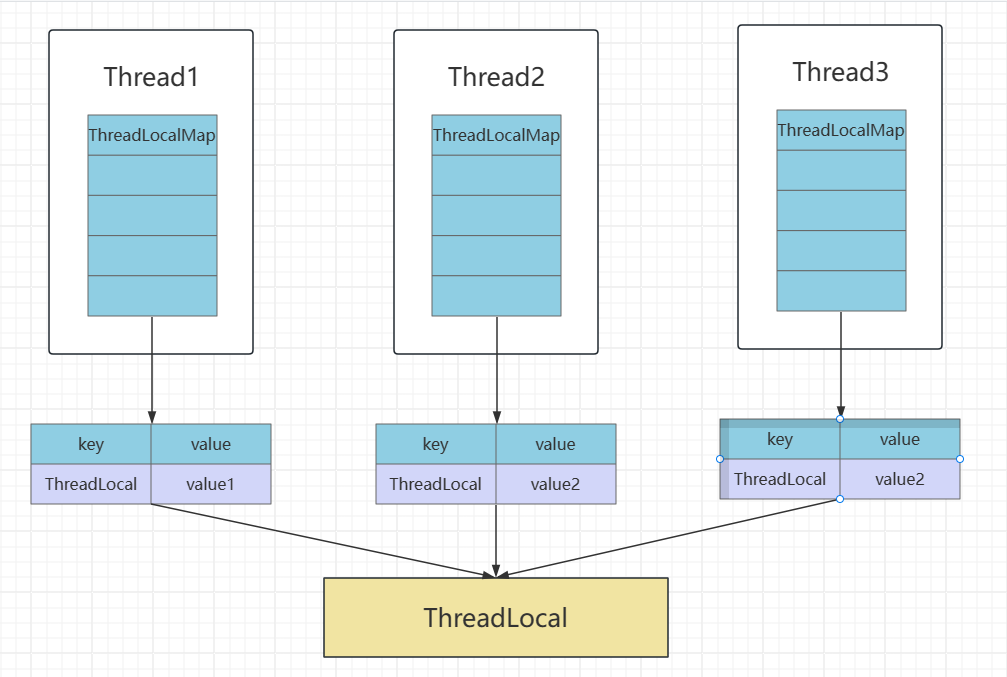 Thread1
Thread2
Thread3
ThreadLocalMap
ThreadLocalMap
ThreadLocalMap
key value
key value
key value
ThreadLocal value1
ThreadLocal value2
ThreadLocal value2
ThreadLocal